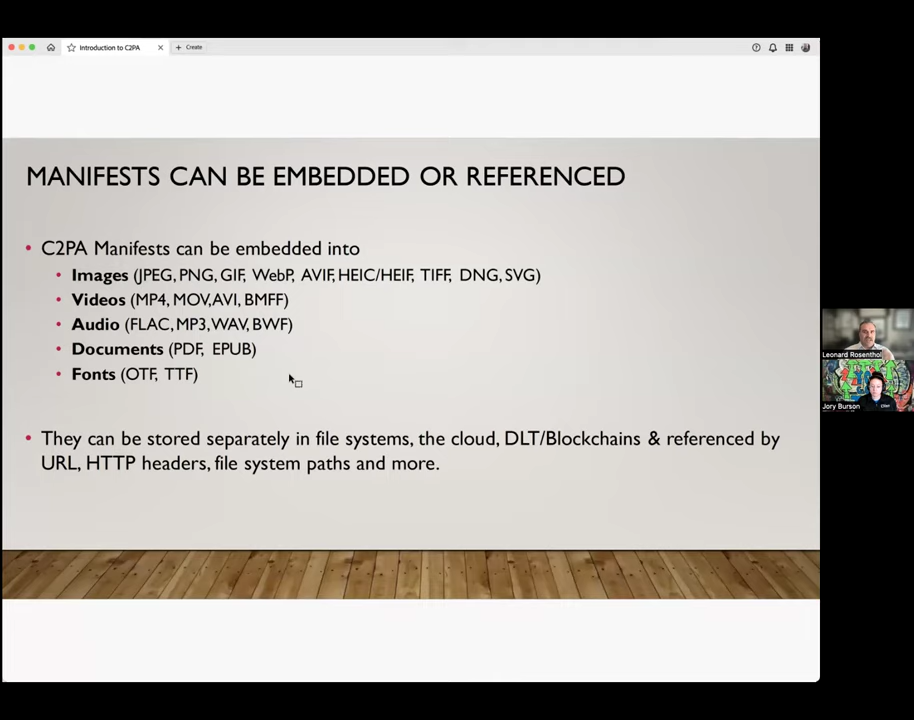 Introduction to C2PA
Create
MANIFESTS CAN BE EMBEDDED OR REFERENCED
• C2PA Manifests can be embedded into
• Images (JPEG, PNG, GIF, WebP, AVIF, HEIC/HEIF, TIFF, DNG, SVG)
• Videos (MP4, MOV, AVI, BMFF)
• Audio (FLAC, MP3, WAV, BWF)
• Documents (PDF, EPUB)
• Fonts (OTF, TTF)
• They can be stored separately in file systems, the cloud, DLT/Blockchains & referenced by
URL, HTTP headers, file system paths and more.
Leonard Rosenthol
Jory Burson